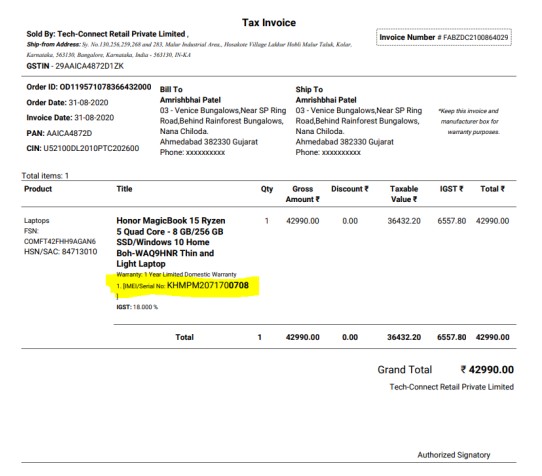 Tax Invoice
Sold By: Tech-Connect Retail Private Limited ,
Invoice Number # FABZDC2100864029
Ship-from Address: Sy. No.130,256,259,268 and 283, Malur Industrial Area,, Hosakote Village Lakkur Hobli Malur Taluk, Kolar,
Karnataka, 563130, Bangalore, Karnataka, India - 563130, IN-KA
GSTIN - 29AAICA4872D1ZK
Order ID: OD119571078366432000
Order Date: 31-08-2020
Invoice Date: 31-08-2020
PAN: AAICA4872D
CIN: U52100DL2010PTC202600
Bill To
Amrishbhai Patel
03 - Venice Bungalows,Near SP Ring
Road,Behind Rainforest Bungalows,
Nana Chiloda.
Ahmedabad 382330 Gujarat
Phone: xxxxxxxxxx
Ship To
Amrishbhai Patel
03 - Venice Bungalows,Near SP Ring
Road,Behind Rainforest Bungalows,
Nana Chiloda.
Ahmedabad 382330 Gujarat
Phone: xxxxxxxxxx
*Keep this invoice and
manufacturer box for
warranty purposes.
Total items: 1
Product Title Qty Gross Amount ₹ Discount ₹ Taxable Value ₹ IGST ₹ Total ₹
Laptops
FSN:
COMFT42FHH9AGAN6
HSN/SAC: 84713010
Honor MagicBook 15 Ryzen
5 Quad Core - 8 GB/256 GB
SSD/Windows 10 Home
Boh-WAQ9HNR Thin and
Light Laptop
Warranty: 1 Year Limited Domestic Warranty
1. [IMEI/Serial No: KHMPM2071700708
]
IGST: 18.000 %
1 42990.00 0.00 36432.20 6557.80 42990.00
Total 1 42990.00 0.00 36432.20 6557.80 42990.00
Grand Total ₹ 42990.00
Tech-Connect Retail Private Limited
Authorized Signatory